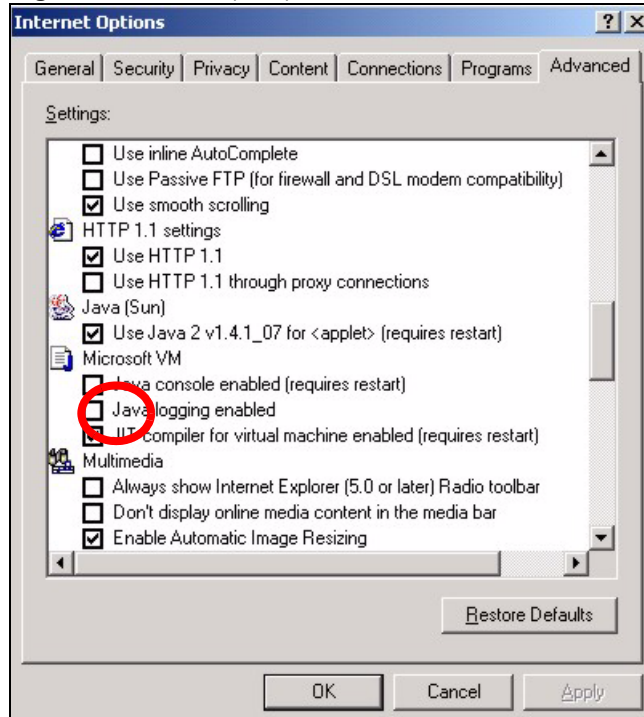 Internet Options
General Security Privacy Content Connections Programs Advanced
Settings:
Use inline AutoComplete
Use Passive FTP (for firewall and DSL modem compatibility)
Use smooth scrolling
HTTP 1.1 settings
Use HTTP 1.1
Use HTTP 1.1 through proxy connections
Java (Sun)
Use Java 2 v1.4.1_07 for <applet> (requires restart)
Microsoft VM
Java console enabled (requires restart)
Java logging enabled
JIT compiler for virtual machine enabled (requires restart)
Multimedia
Always show Internet Explorer (5.0 or later) Radio toolbar
Don't display online media content in the media bar
Enable Automatic Image Resizing
Restore Defaults
OK Cancel Apply